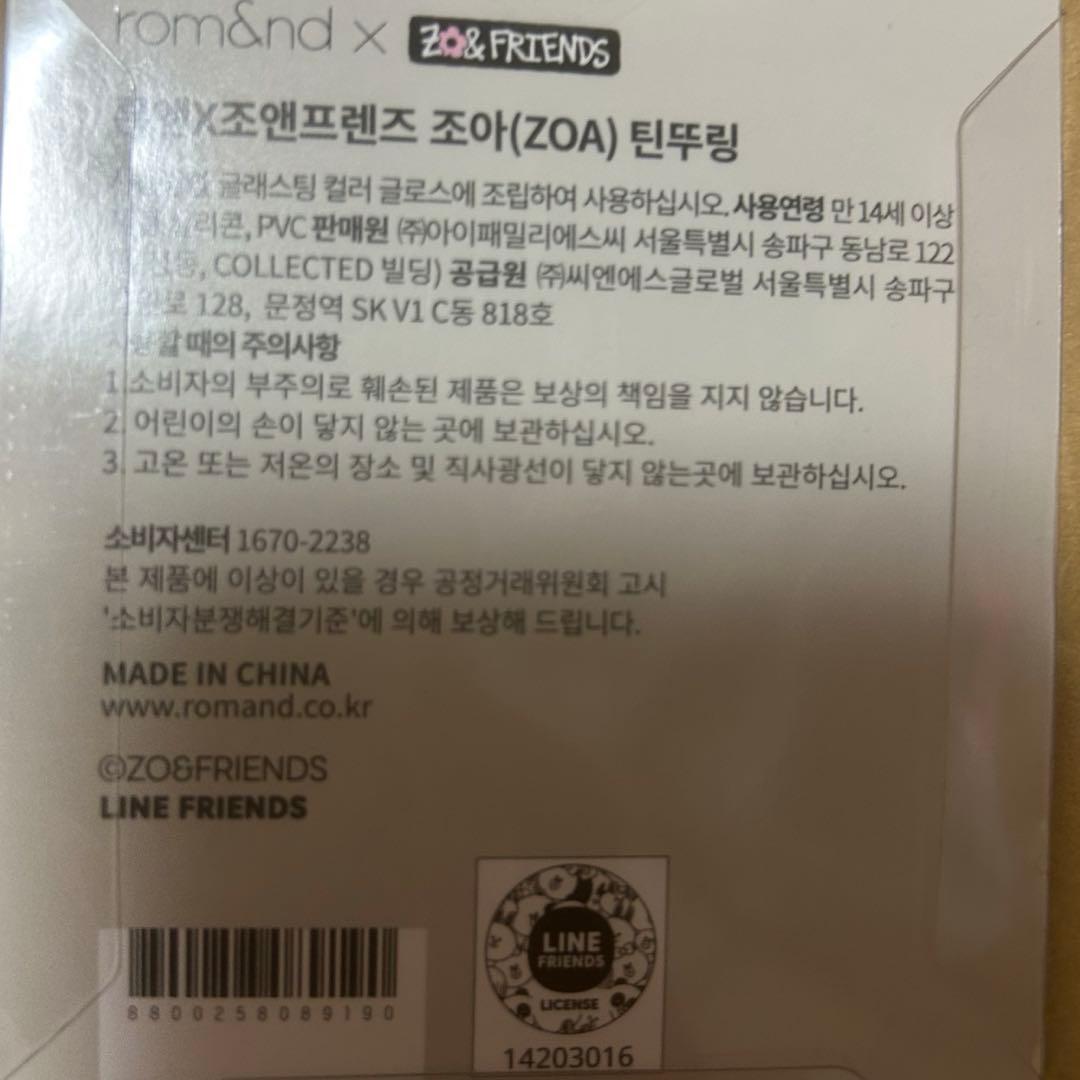 rom&nd × ZO&FRIENDS
롬앤X조앤프렌즈 조아(ZOA) 틴뚜링
글래스팅 컬러 글로스에 조립하여 사용하십시오. 사용연령 만 14세 이상
PVC 판매원 ㈜아이패밀리에스씨 서울특별시 송파구 동남로 122
COLLECTED 빌딩) 공급원 ㈜씨엔에스글로벌 서울특별시 송파구
128, 문정역 SK V1 C동 818호
사용할 때의 주의사항
1. 소비자의 부주의로 훼손된 제품은 보상의 책임을 지지 않습니다.
2. 어린이의 손이 닿지 않는 곳에 보관하십시오.
3. 고온 또는 저온의 장소 및 직사광선이 닿지 않는곳에 보관하십시오.
소비자센터 1670-2238
본 제품에 이상이 있을 경우 공정거래위원회 고시
'소비자분쟁해결기준'에 의해 보상해 드립니다.
MADE IN CHINA
www.romand.co.kr
©ZO&FRIENDS
LINE FRIENDS
8800258089190
LINE
FRIENDS
LICENSE
14203016